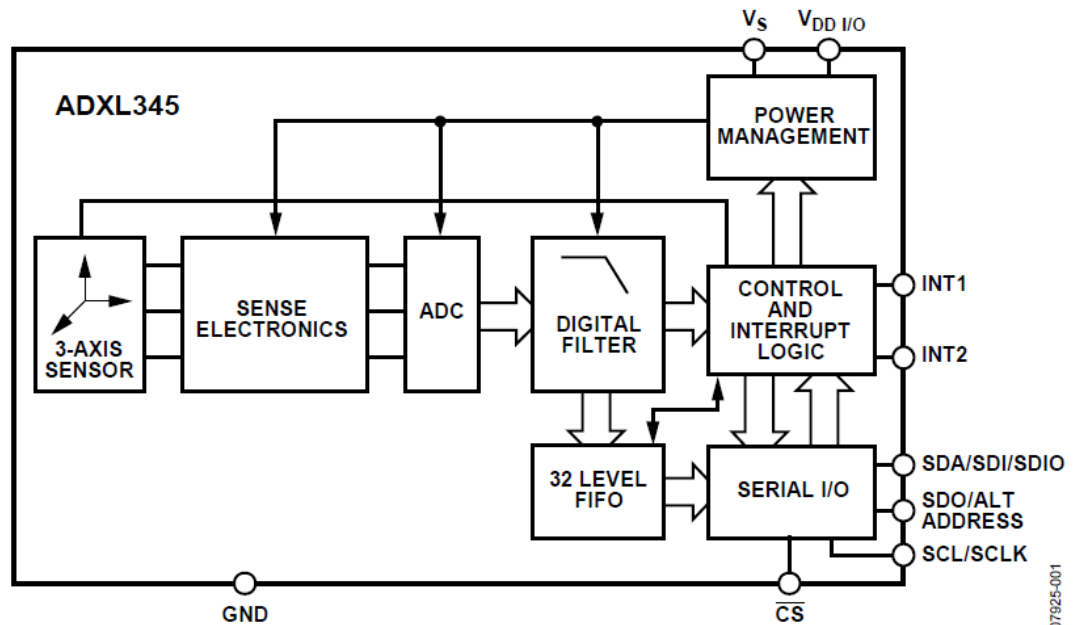 VS
VDD I/O
ADXL345
POWER
MANAGEMENT
3-AXIS
SENSOR
SENSE
ELECTRONICS
ADC
DIGITAL
FILTER
CONTROL
AND
INTERRUPT
LOGIC
INT1
INT2
32 LEVEL
FIFO
SERIAL I/O
SDA/SDI/SDIO
SDO/ALT
ADDRESS
SCL/SCLK
GND
C̅S̅
07925-001